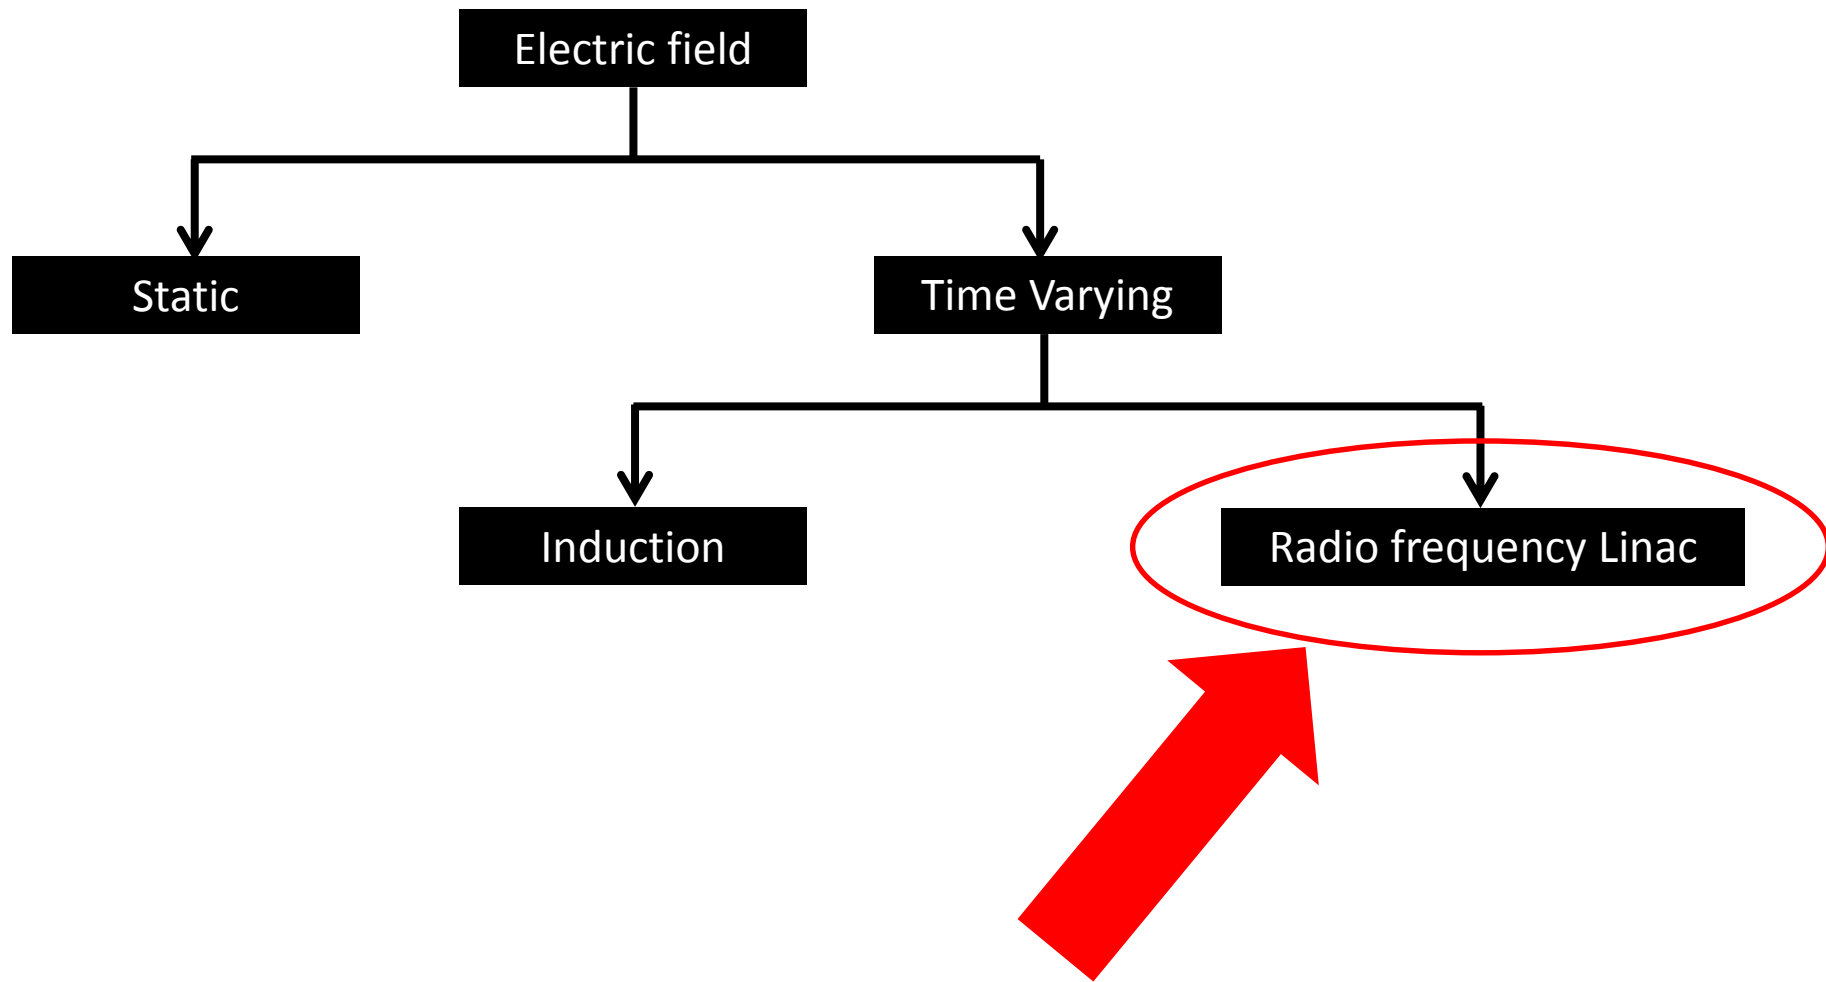 Electric field
Static
Time Varying
Induction
Radio frequency Linac